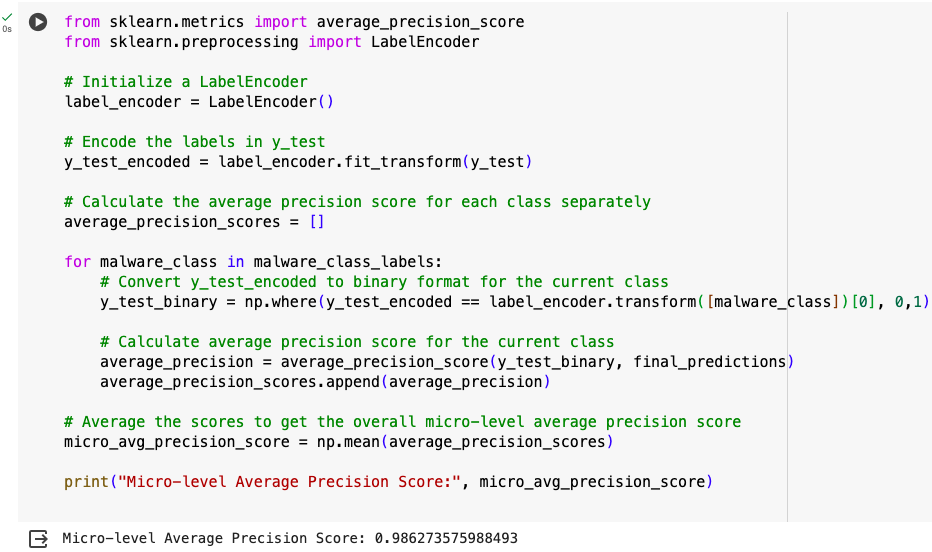 0s
from sklearn.metrics import average_precision_score
from sklearn.preprocessing import LabelEncoder
# Initialize a LabelEncoder
label_encoder = LabelEncoder()
# Encode the labels in y_test
y_test_encoded = label_encoder.fit_transform(y_test)
# Calculate the average precision score for each class separately
average_precision_scores = []
for malware_class in malware_class_labels:
    # Convert y_test_encoded to binary format for the current class
    y_test_binary = np.where(y_test_encoded == label_encoder.transform([malware_class])[0], 0,1)
    # Calculate average precision score for the current class
    average_precision = average_precision_score(y_test_binary, final_predictions)
    average_precision_scores.append(average_precision)
# Average the scores to get the overall micro-level average precision score
micro_avg_precision_score = np.mean(average_precision_scores)
print("Micro-level Average Precision Score:", micro_avg_precision_score)
Micro-level Average Precision Score: 0.986273575988493